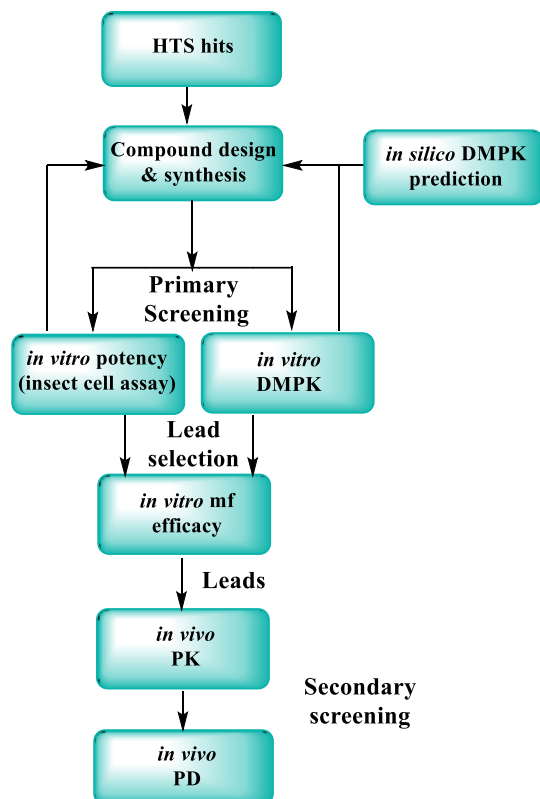 HTS hits
Compound design
& synthesis
in silico DMPK
prediction
Primary
Screening
in vitro potency
(insect cell assay)
in vitro
DMPK
Lead
selection
in vitro mf
efficacy
Leads
in vivo
PK
Secondary
screening
in vivo
PD